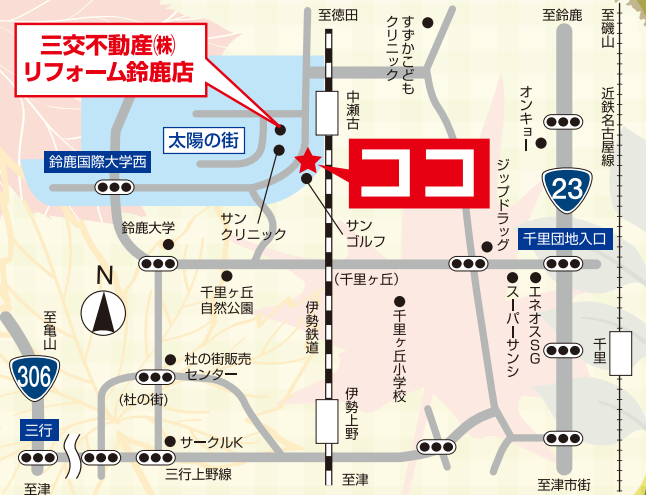 至徳田
至鈴鹿
至磯山
三交不動産㈱
リフォーム鈴鹿店
すずかこども
クリニック
中瀬古
オンキョー
近鉄名古屋線
太陽の街
鈴鹿国際大学西
ココ
23
ジップドラッグ
サン
クリニック
サン
ゴルフ
鈴鹿大学
千里団地入口
N
千里ヶ丘
自然公園
(千里ヶ丘)
伊勢鉄道
千里ヶ丘小学校
スーパーサンシ
エネオスSG
千里
至亀山
306
杜の街販売
センター
(杜の街)
伊勢上野
三行
サークルK
三行上野線
至津
至津
至津市街